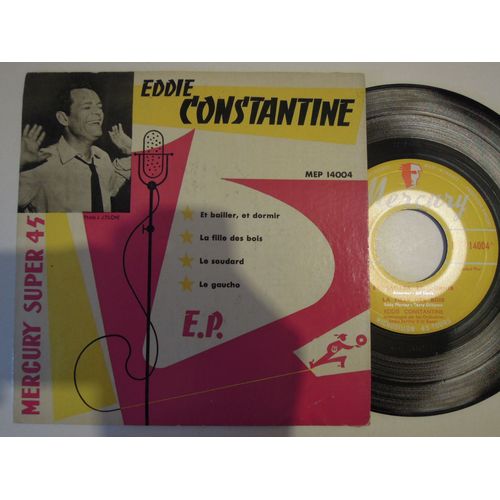 EDDIE
CONSTANTINE
MEP 14004
Et bailler, et dormir
La fille des bois
Le soudard
Le gaucho
E.P.
MERCURY SUPER 45
Mercury
14004
EDDIE CONSTANTINE